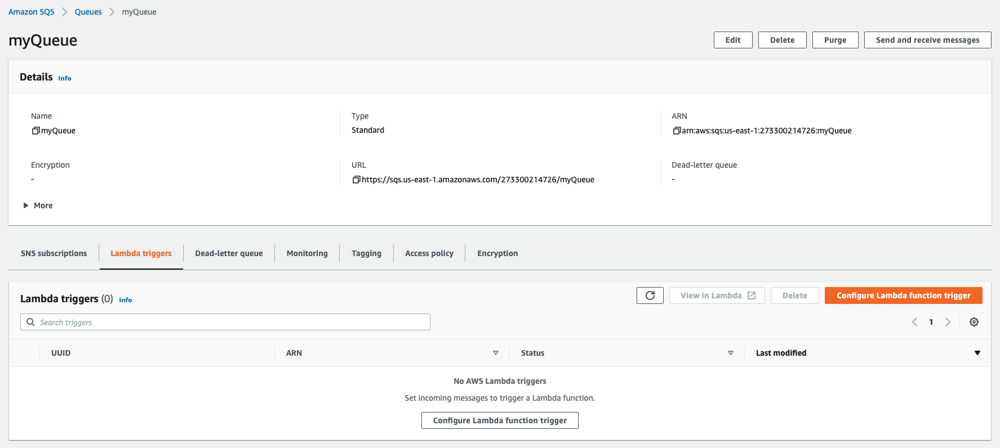 Amazon SQS > Queues > myQueue
myQueue
Edit Delete Purge Send and receive messages
Details Info
Name Type ARN
myQueue Standard arn:aws:sqs:us-east-1:273300214726:myQueue
Encryption URL Dead-letter queue
- https://sqs.us-east-1.amazonaws.com/273300214726/myQueue -
More
SNS subscriptions Lambda triggers Dead-letter queue Monitoring Tagging Access policy Encryption
Lambda triggers (0) Info View in Lambda Delete Configure Lambda function trigger
Search triggers 1
UUID ARN Status Last modified
No AWS Lambda triggers
Set incoming messages to trigger a Lambda function.
Configure Lambda function trigger